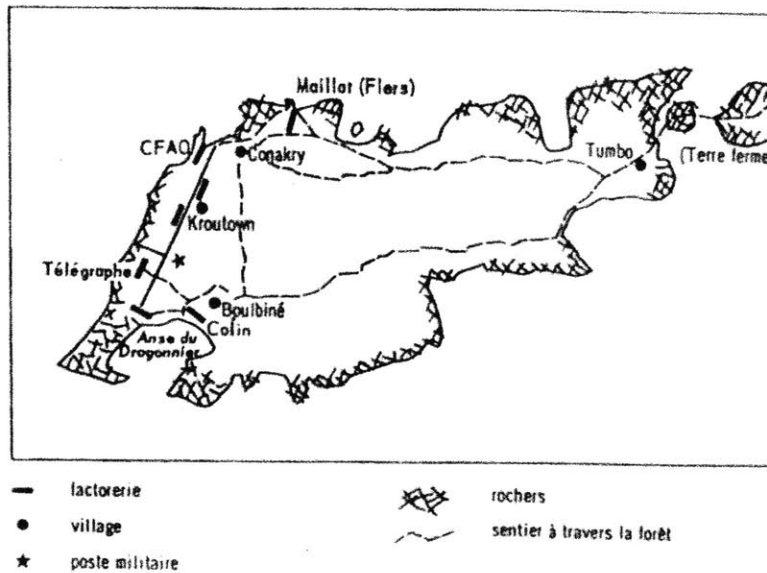 Maillot (Flers)
CFAO
Conakry
Tumbo
(Terre ferme
Kroutown
Télégraphe
Boulbiné
Colin
Anse du
Dragonnier
factorerie
village
poste militaire
rochers
sentier à travers la forêt